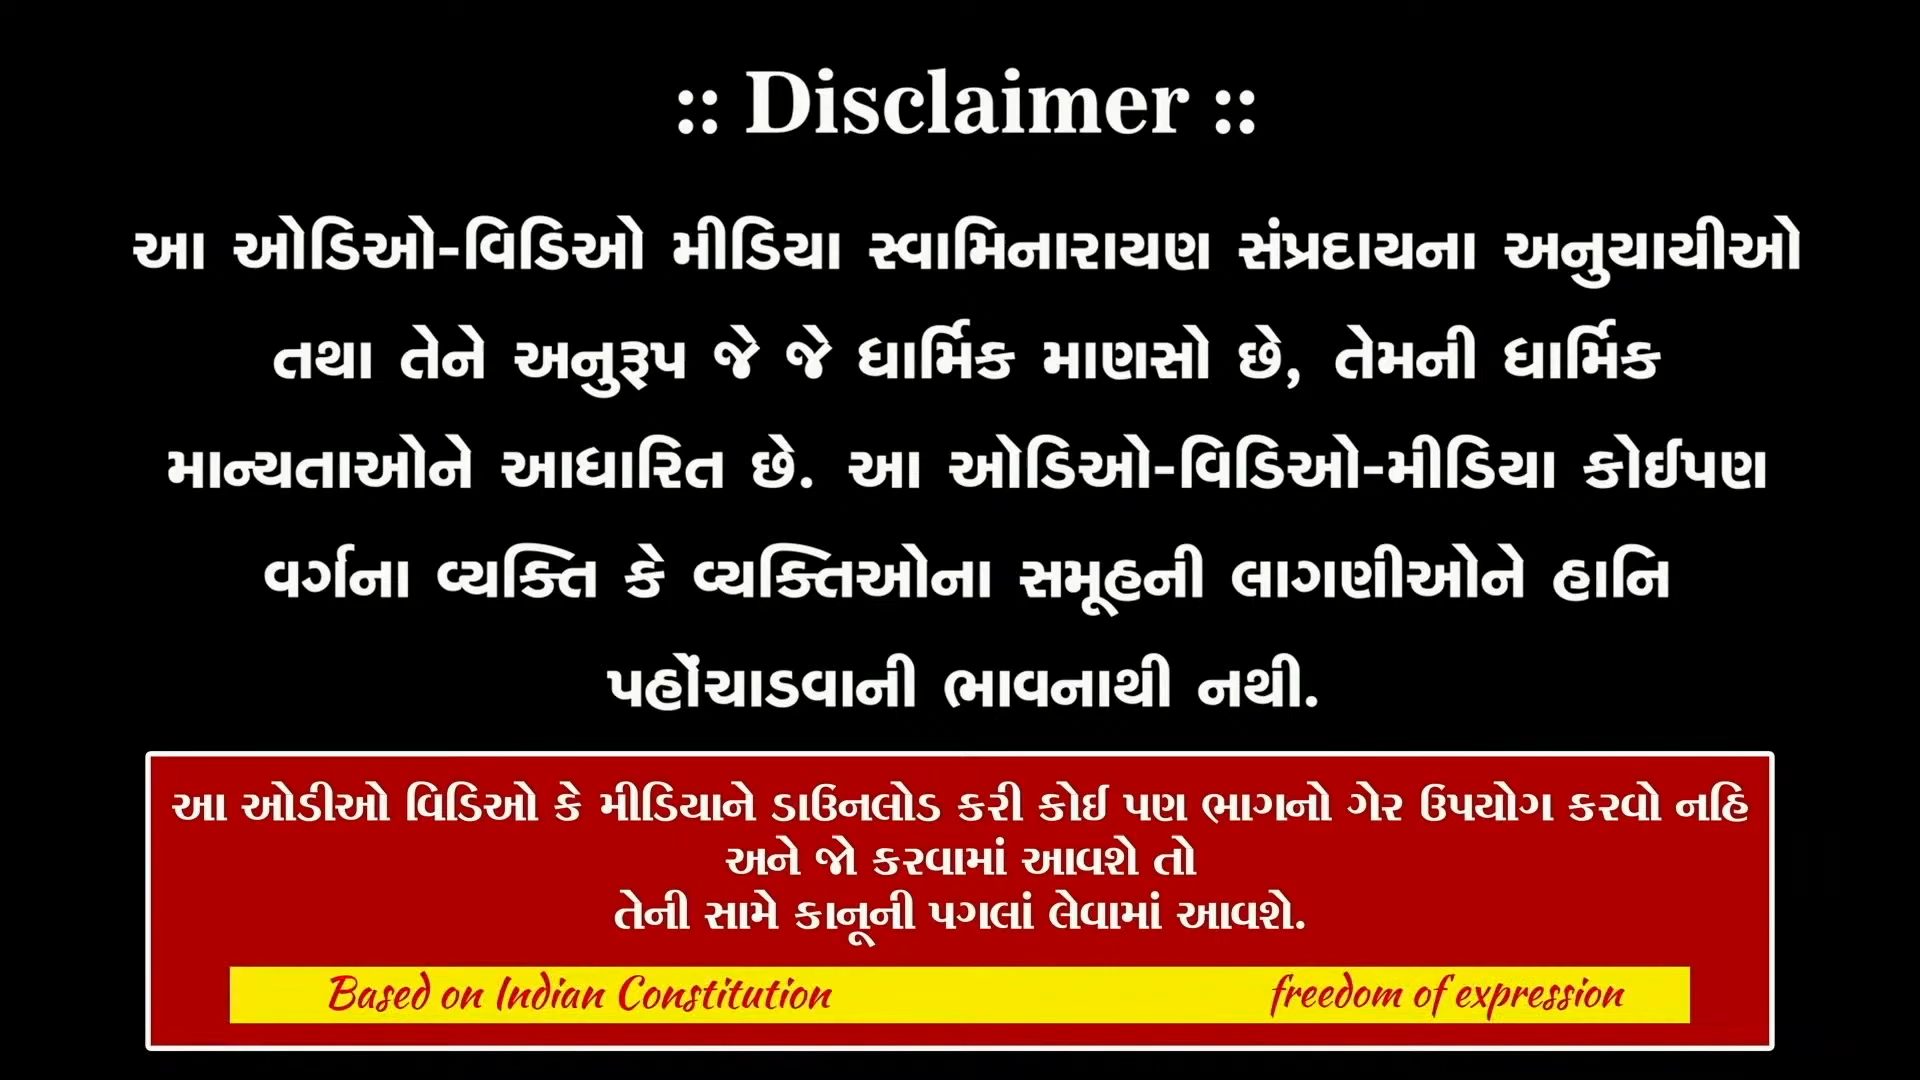 :: Disclaimer ::
આ ઓડિઓ-વિડિઓ મીડિયા સ્વામિનારાયણ સંપ્રદાયના અનુયાયીઓ
તથા તેને અનુરૂપ જે જે ધાર્મિક માણસો છે, તેમની ધાર્મિક
માન્યતાઓને આધારિત છે. આ ઓડિઓ-વિડિઓ-મીડિયા કોઈપણ
વર્ગના વ્યક્તિ કે વ્યક્તિઓના સમૂહની લાગણીઓને હાનિ
પહોંચાડવાની ભાવનાથી નથી.
આ ઓડીઓ વિડિઓ કે મીડિયાને ડાઉનલોડ કરી કોઈ પણ ભાગનો ગેર ઉપયોગ કરવો નહિ
અને જો કરવામાં આવશે તો
તેની સામે કાનૂની પગલાં લેવામાં આવશે.
Based on Indian Constitution freedom of expression